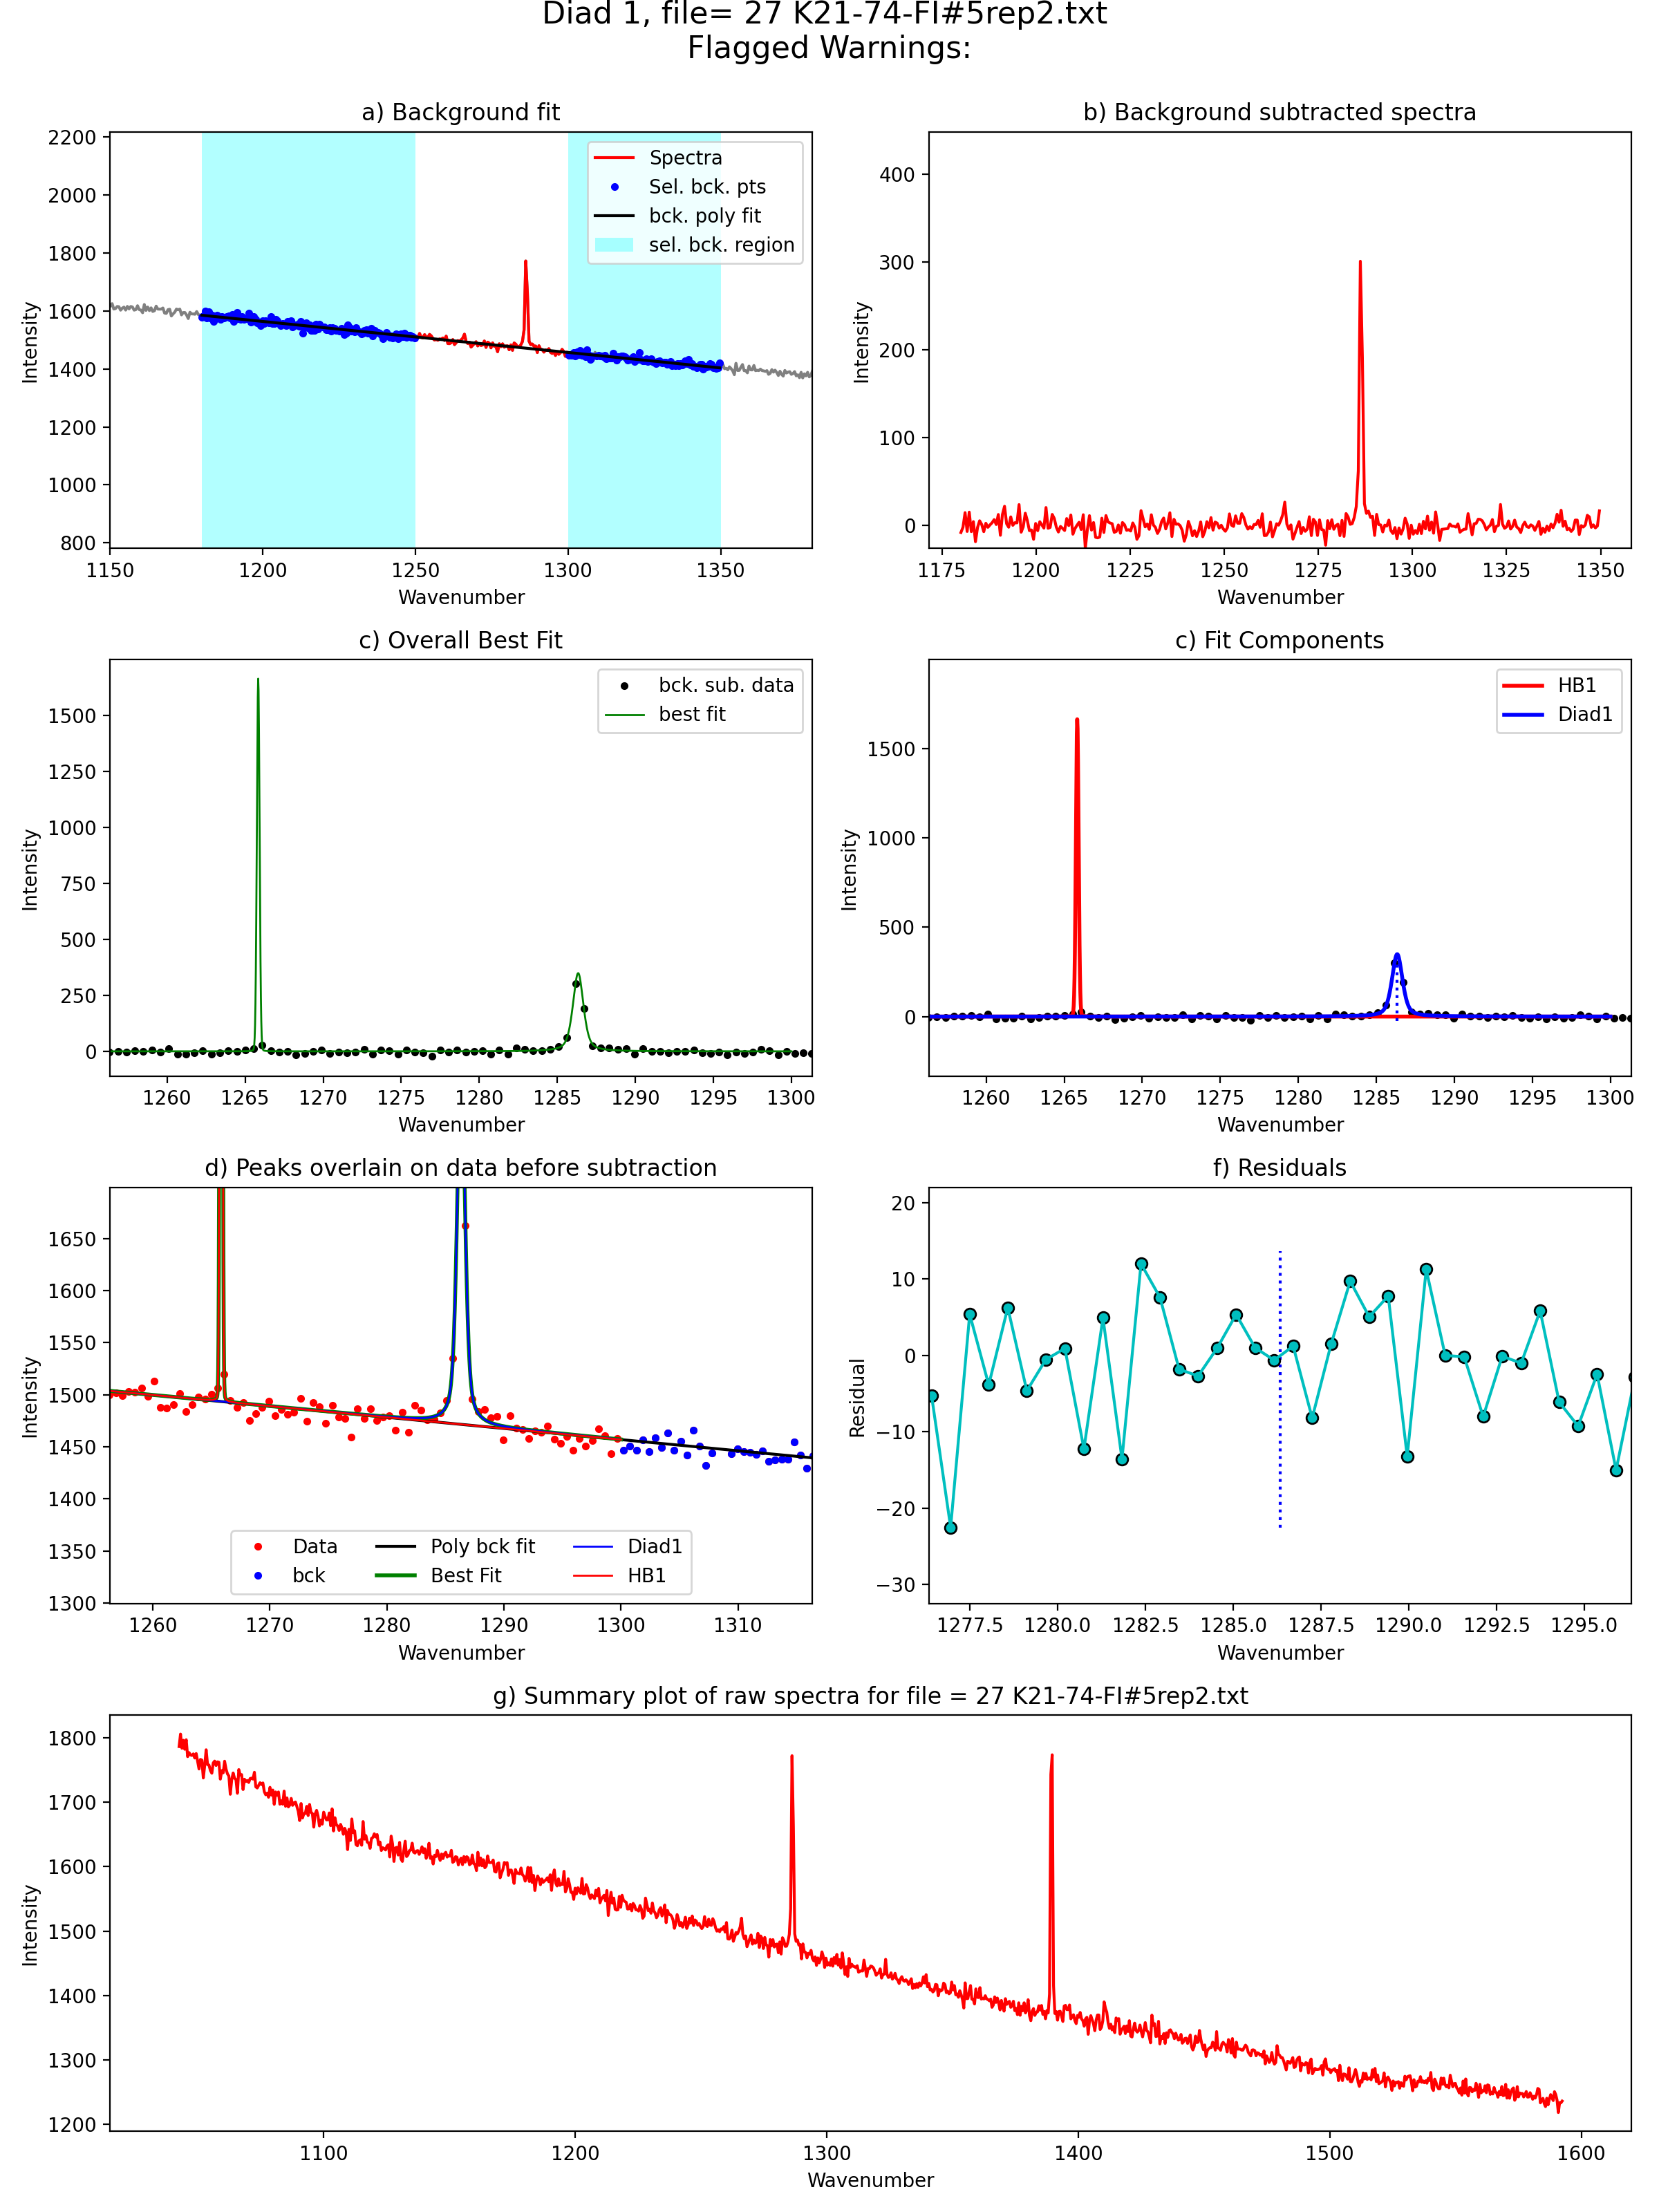 Diad 1, file= 27 K21-74-FI#5rep2.txt
Flagged Warnings:
a) Background fit
2200
2000
1800
1600
1400
1200
1000
800
Intensity
Spectra
Sel. bck. pts
bck. poly fit
sel. bck. region
1150 1200 1250 1300 1350
Wavenumber
b) Background subtracted spectra
400
300
200
100
0
Intensity
1175 1200 1225 1250 1275 1300 1325 1350
Wavenumber
c) Overall Best Fit
1500
1250
1000
750
500
250
0
Intensity
bck. sub. data
best fit
1260 1265 1270 1275 1280 1285 1290 1295 1300
Wavenumber
c) Fit Components
1500
1000
500
0
Intensity
HB1
Diad1
1260 1265 1270 1275 1280 1285 1290 1295 1300
Wavenumber
d) Peaks overlain on data before subtraction
1650
1600
1550
1500
1450
1400
1350
1300
Intensity
Data Poly bck fit Diad1
bck Best Fit HB1
1260 1270 1280 1290 1300 1310
Wavenumber
f) Residuals
20
10
0
−10
−20
−30
Residual
1277.5 1280.0 1282.5 1285.0 1287.5 1290.0 1292.5 1295.0
Wavenumber
g) Summary plot of raw spectra for file = 27 K21-74-FI#5rep2.txt
1800
1700
1600
1500
1400
1300
1200
Intensity
1100 1200 1300 1400 1500 1600
Wavenumber